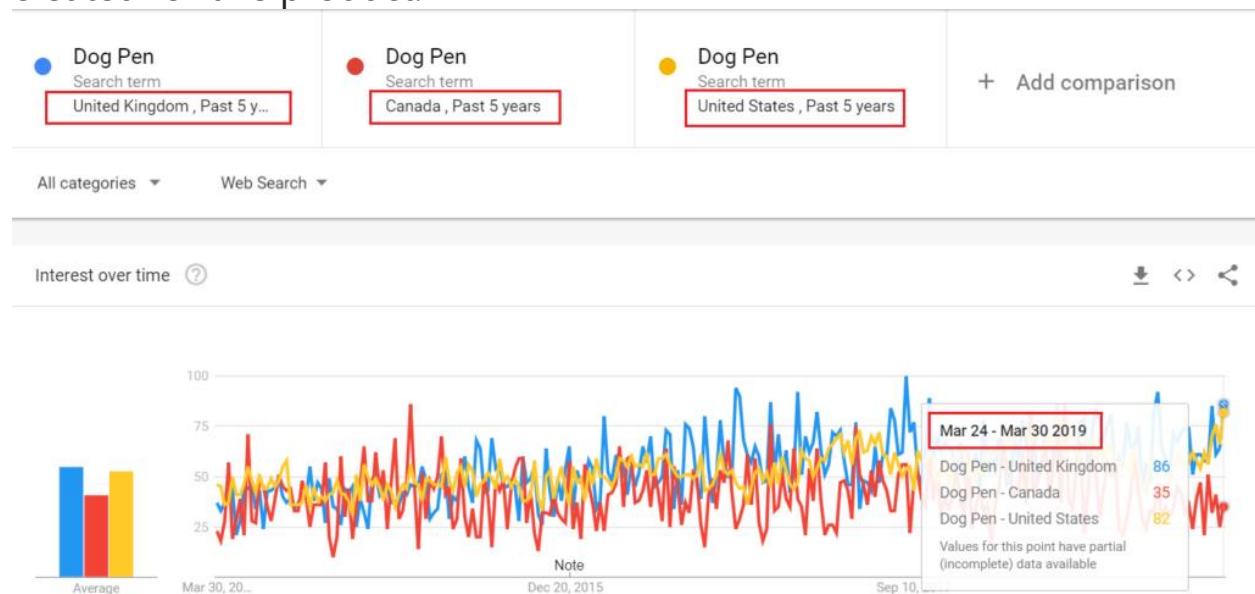 Dog Pen
Search term
United Kingdom , Past 5 y...
Dog Pen
Search term
Canada , Past 5 years
Dog Pen
Search term
United States , Past 5 years
+ Add comparison
All categories
Web Search
Interest over time
100
75
50
25
Average
Mar 30, 20...
Note
Dec 20, 2015
Sep 10,
Mar 24 - Mar 30 2019
Dog Pen - United Kingdom 86
Dog Pen - Canada 35
Dog Pen - United States 82
Values for this point have partial
(incomplete) data available